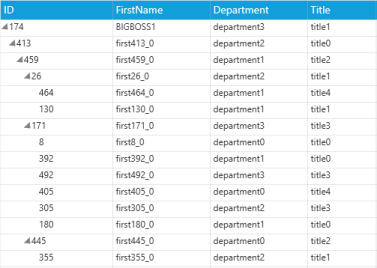 ID FirstName Department Title
174 BIGBOSS1 department3 title1
413 first413_0 department2 title0
459 first459_0 department1 title2
26 first26_0 department2 title1
464 first464_0 department1 title4
130 first130_0 department1 title1
171 first171_0 department3 title3
8 first8_0 department0 title0
392 first392_0 department1 title0
492 first492_0 department3 title3
405 first405_0 department0 title4
305 first305_0 department2 title3
180 first180_0 department1 title0
445 first445_0 department0 title2
355 first355_0 department2 title1